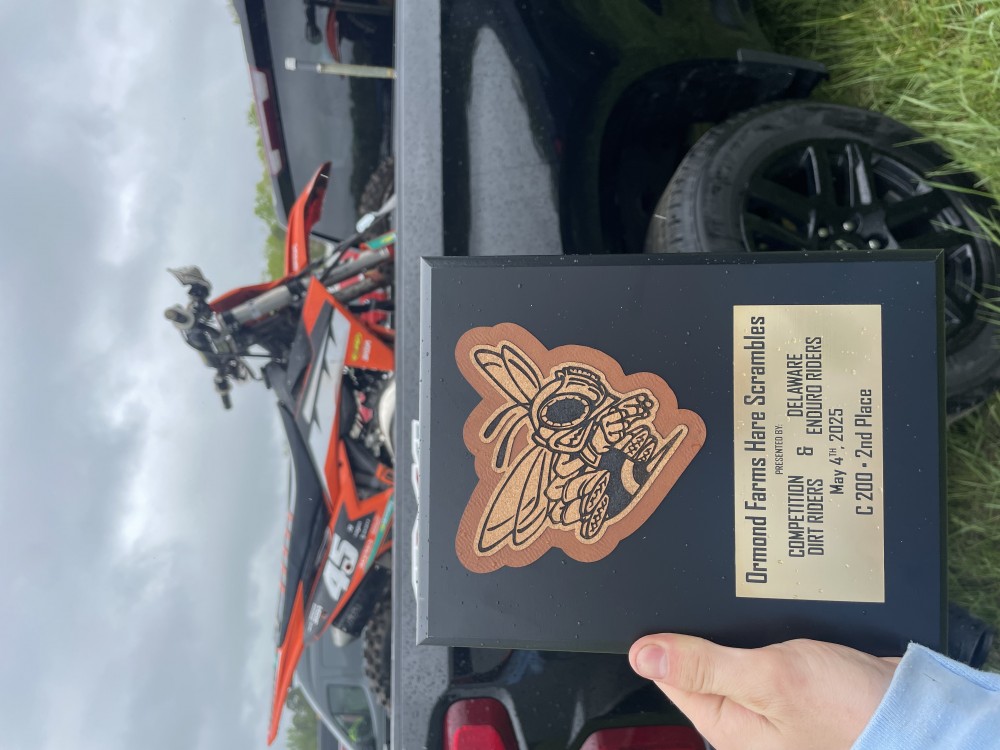 Ormond Farms Hare Scrambles
PRESENTED BY:
COMPETITION & DELAWARE
DIRT RIDERS ENDURO RIDERS
May 4TH, 2025
C 200 • 2nd Place
45